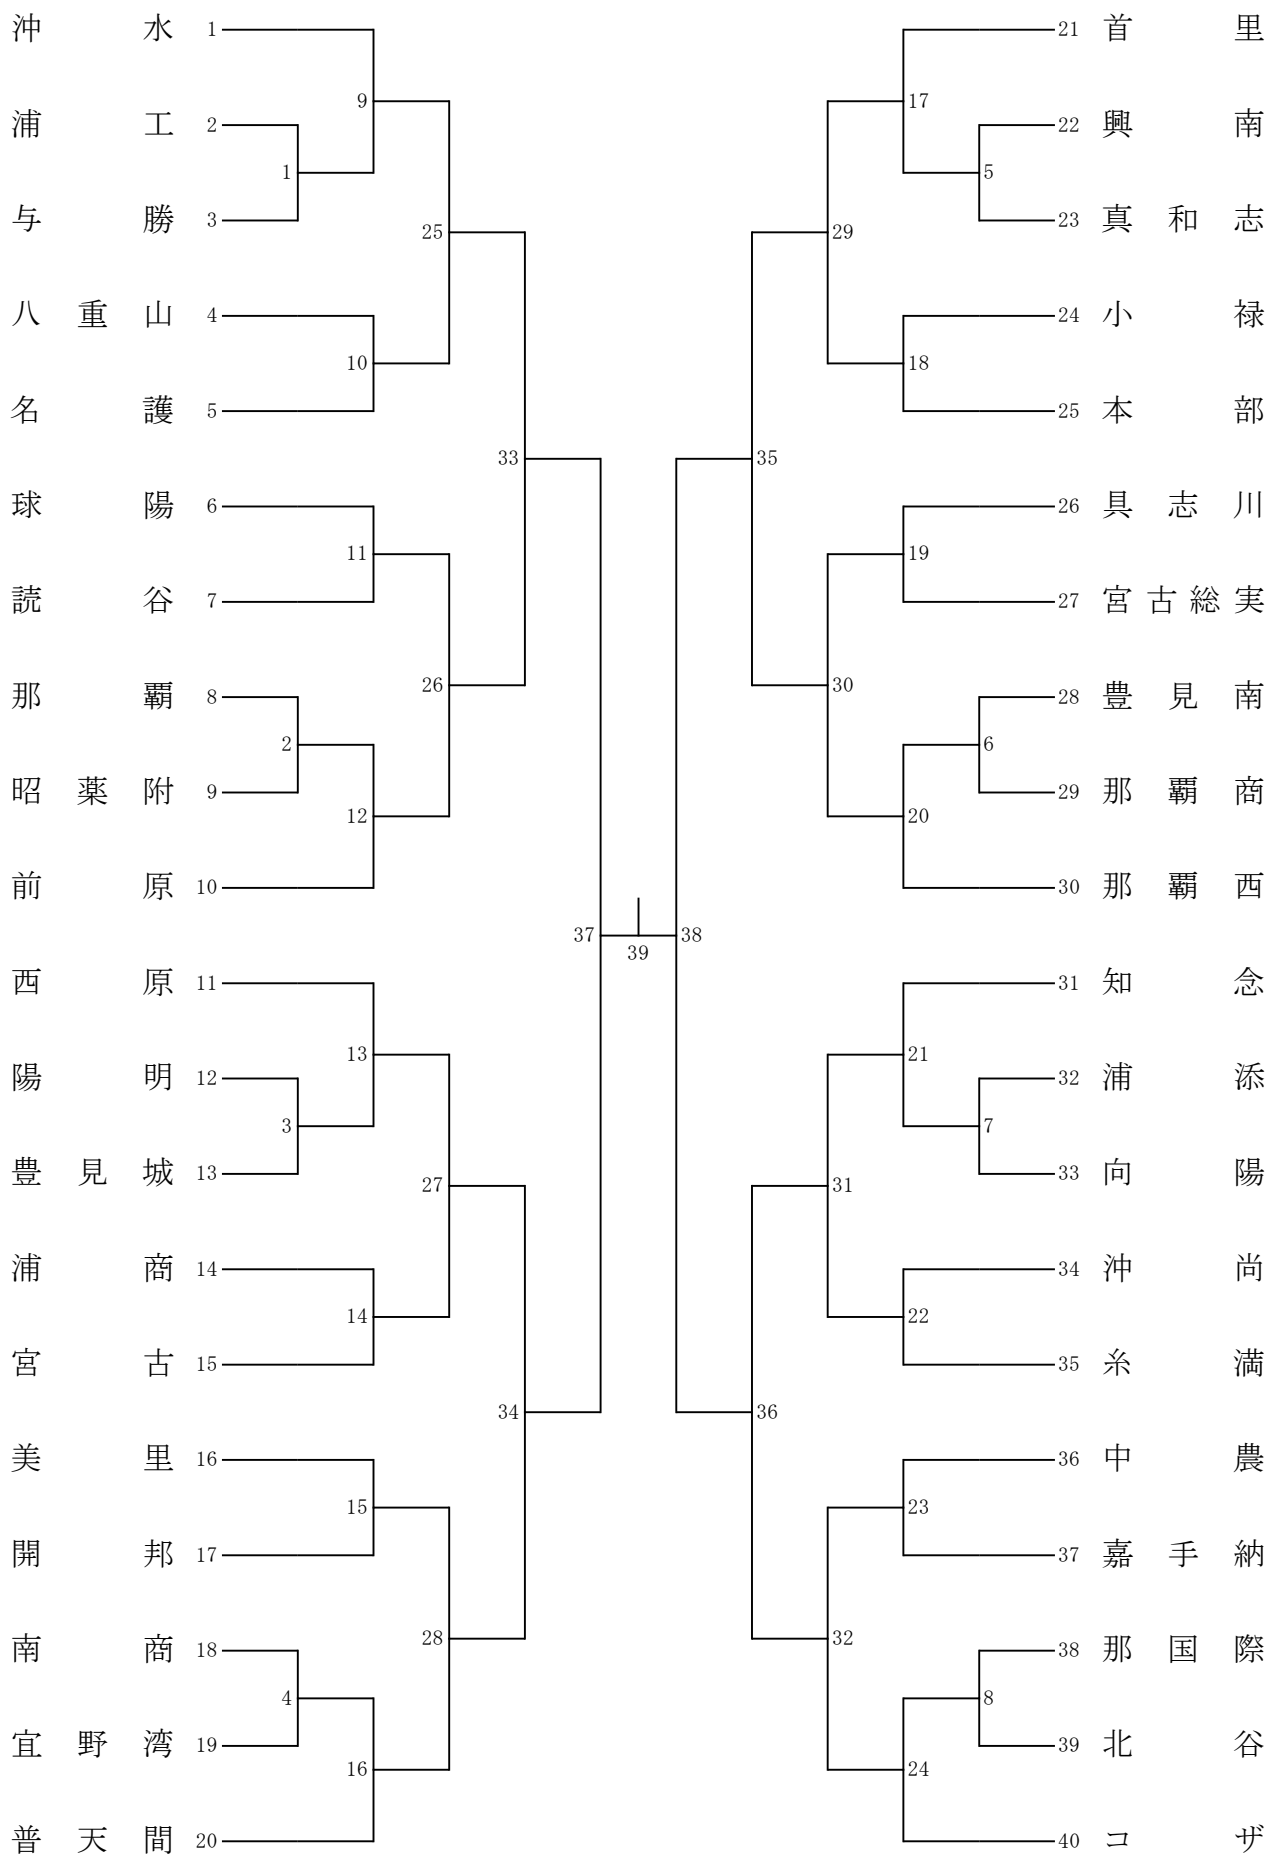 沖水 1
9
浦工 2
1
与勝 3
25
八重山 4
10
名護 5
33
球陽 6
11
読谷 7
26
那覇 8
2
昭薬附 9
12
前原 10
37
西原 11
13
陽明 12
3
豊見城 13
27
浦商 14
14
宮古 15
34
美里 16
15
開邦 17
28
南商 18
4
宜野湾 19
16
普天間 20
39
21 首里
17
22 興南
5
23 真和志
29
24 小禄
18
25 本部
35
26 具志川
19
27 宮古総実
30
28 豊見南
6
29 那覇商
20
30 那覇西
38
31 知念
21
32 浦添
7
33 向陽
31
34 沖尚
22
35 糸満
36
36 中農
23
37 嘉手納
32
38 那国際
8
39 北谷
24
40 コザ